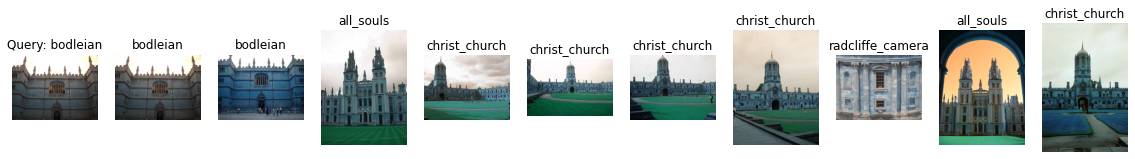 Query: bodleian
bodleian
bodleian
all_souls
christ_church
christ_church
christ_church
christ_church
radcliffe_camera
all_souls
christ_church